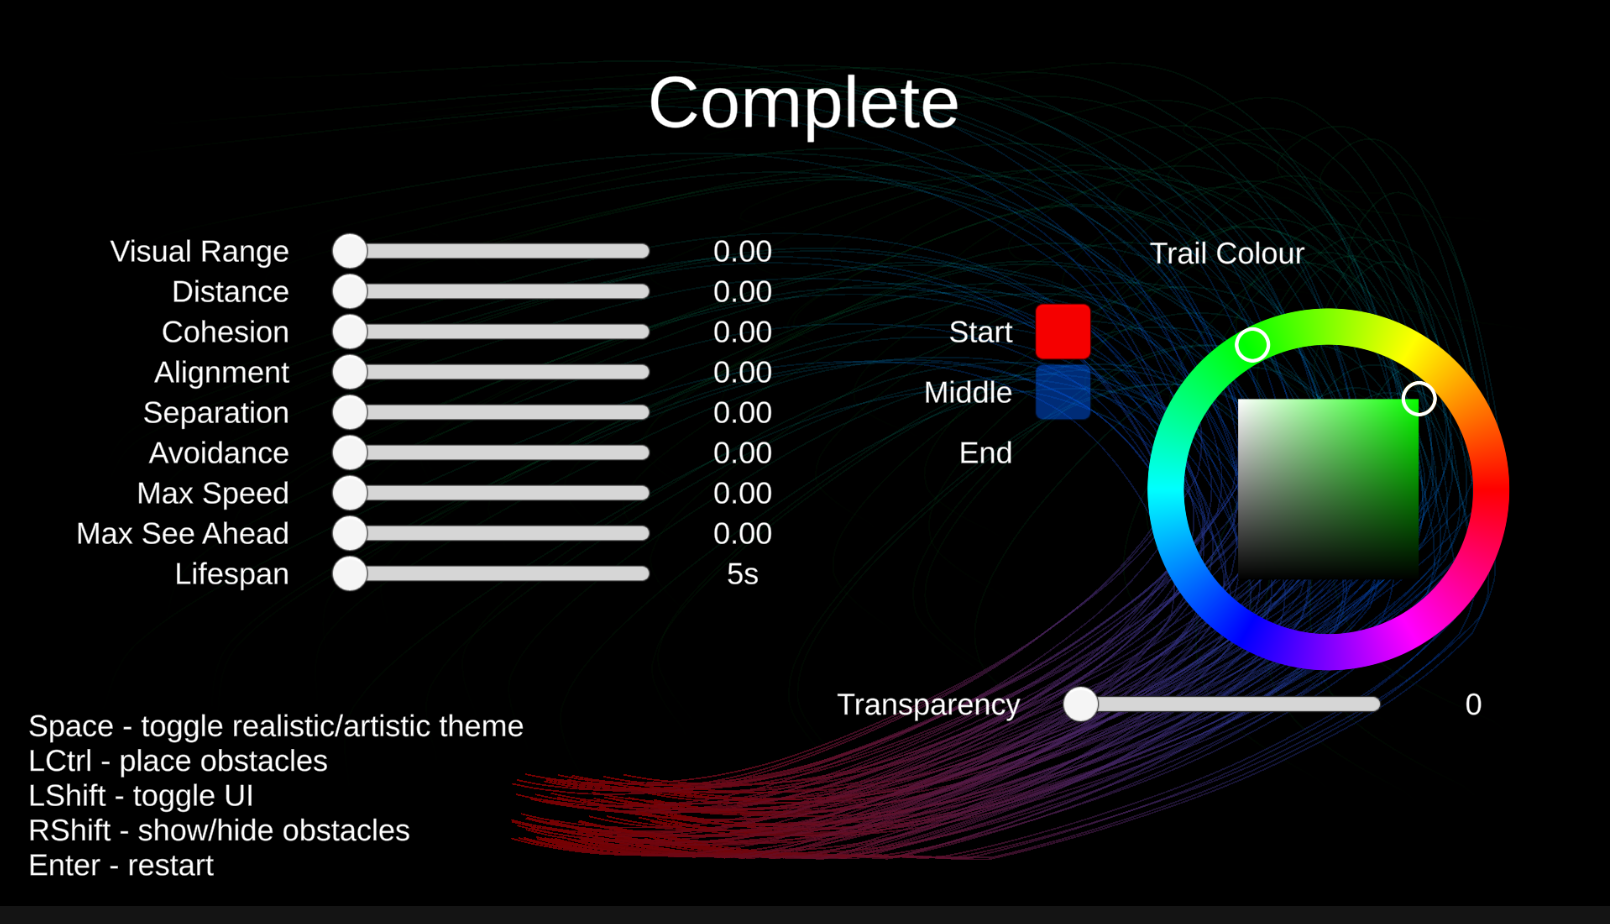 Complete
Visual Range 0.00
Distance 0.00
Cohesion 0.00
Alignment 0.00
Separation 0.00
Avoidance 0.00
Max Speed 0.00
Max See Ahead 0.00
Lifespan 5s
Trail Colour
Start
Middle
End
Transparency 0
Space - toggle realistic/artistic theme
LCtrl - place obstacles
LShift - toggle UI
RShift - show/hide obstacles
Enter - restart